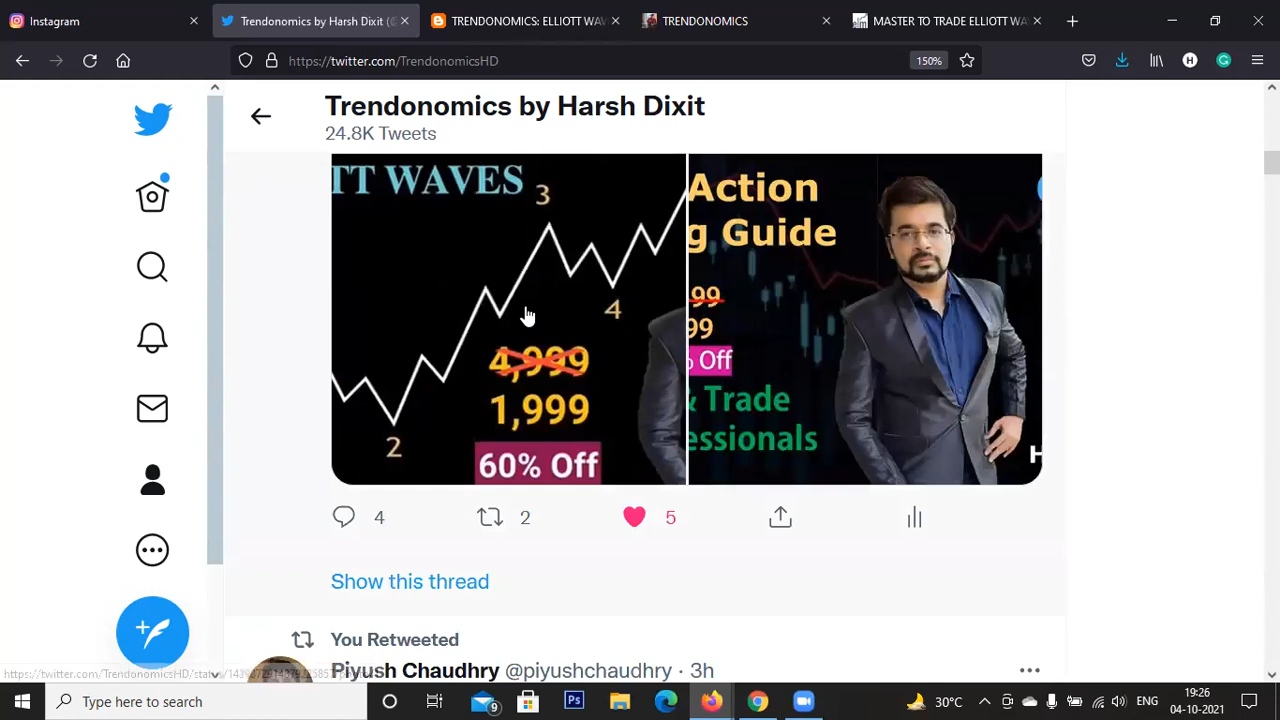 Instagram
Trendonomics by Harsh Dixit (
TRENDONOMICS: ELLIOTT WAV
TRENDONOMICS
MASTER TO TRADE ELLIOTT WA
https://twitter.com/TrendonomicsHD
150%
Trendonomics by Harsh Dixit
24.8K Tweets
TT WAVES
3
4
2
4,999
1,999
60% Off
Action
g Guide
99
99
% Off
& Trade
essionals
H
4
2
5
Show this thread
You Retweeted
Piyush Chaudhry @piyushchaudhry · 3h
Type here to search
9
30°C
ENG
19:26
04-10-2021